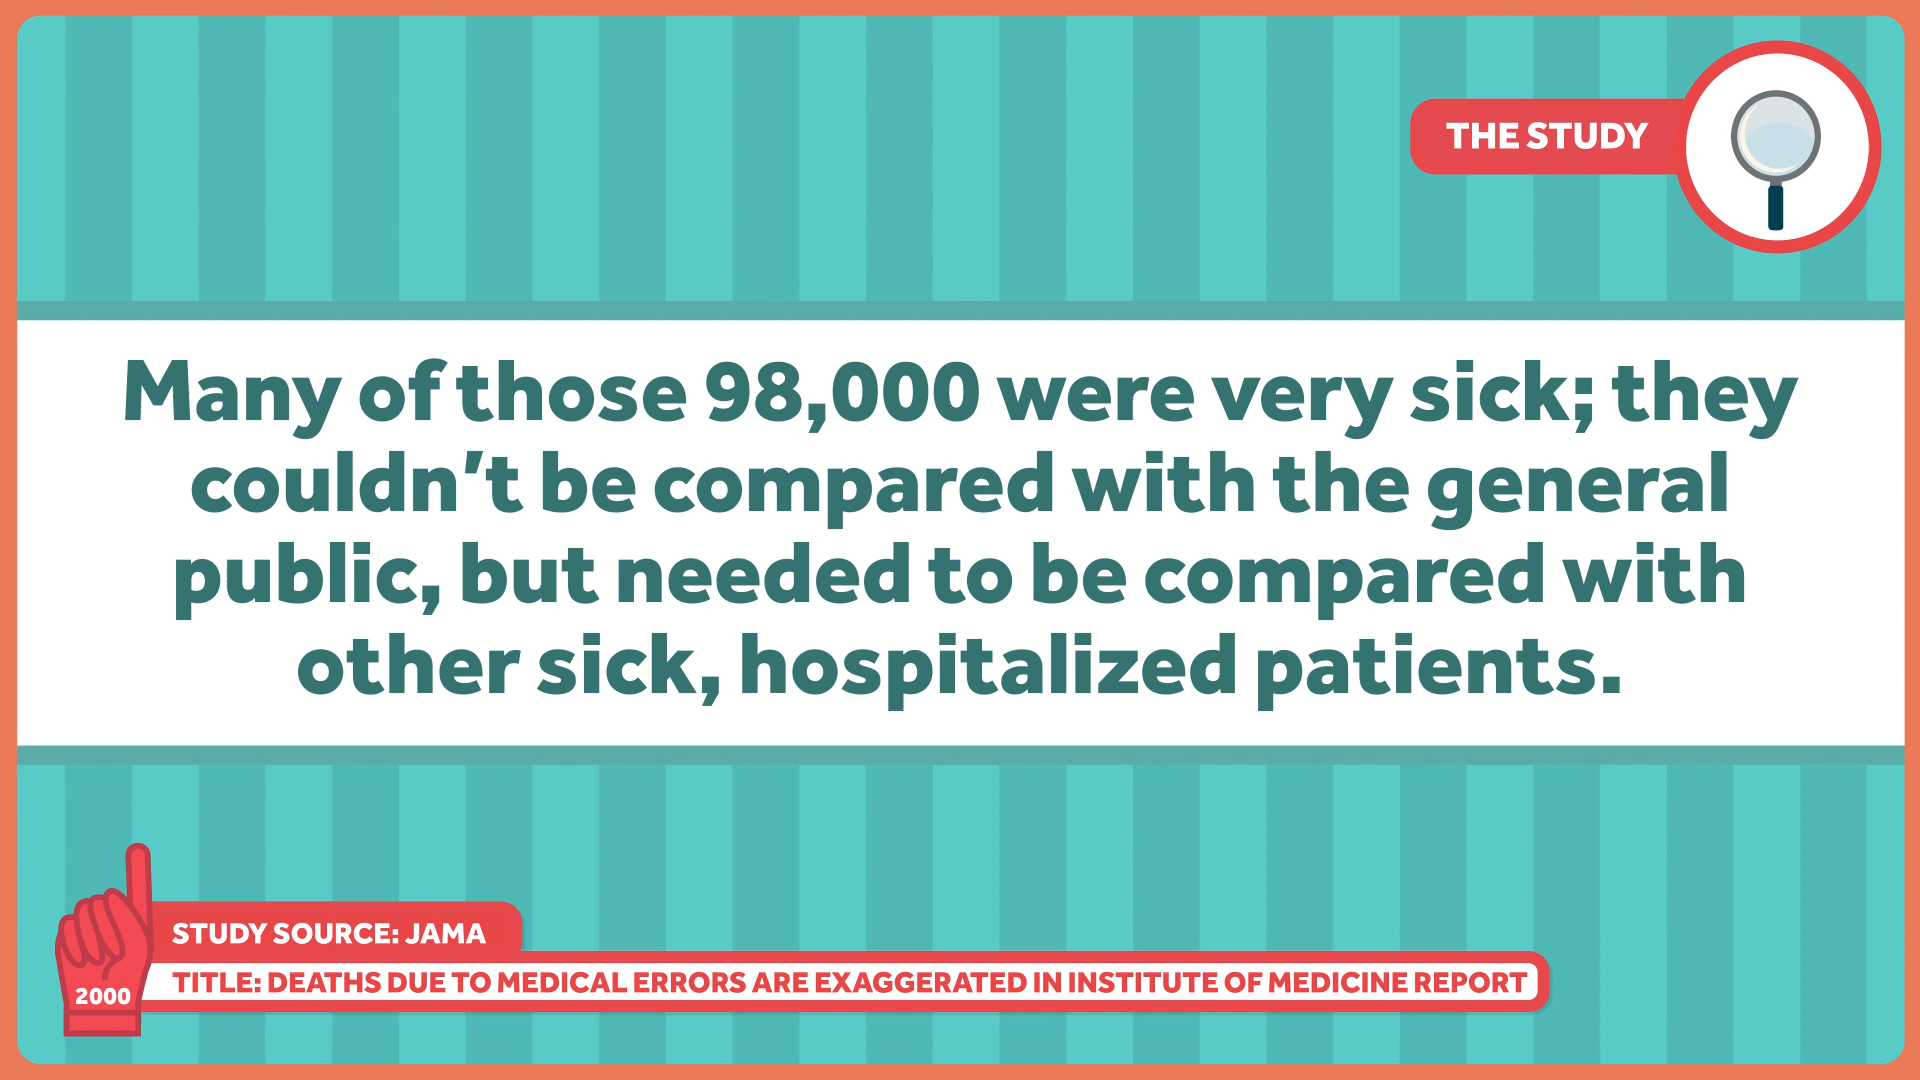 THE STUDY
Many of those 98,000 were very sick; they
couldn't be compared with the general
public, but needed to be compared with
other sick, hospitalized patients.
STUDY SOURCE: JAMA
TITLE: DEATHS DUE TO MEDICAL ERRORS ARE EXAGGERATED IN INSTITUTE OF MEDICINE REPORT
2000